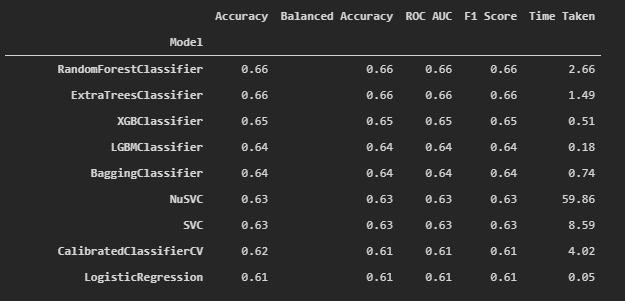 Accuracy Balanced Accuracy ROC AUC F1 Score Time Taken
Model
RandomForestClassifier 0.66 0.66 0.66 0.66 2.66
ExtraTreesClassifier 0.66 0.66 0.66 0.66 1.49
XGBClassifier 0.65 0.65 0.65 0.65 0.51
LGBMClassifier 0.64 0.64 0.64 0.64 0.18
BaggingClassifier 0.64 0.64 0.64 0.64 0.74
NuSVC 0.63 0.63 0.63 0.63 59.86
SVC 0.63 0.63 0.63 0.63 8.59
CalibratedClassifierCV 0.62 0.61 0.61 0.61 4.02
LogisticRegression 0.61 0.61 0.61 0.61 0.05